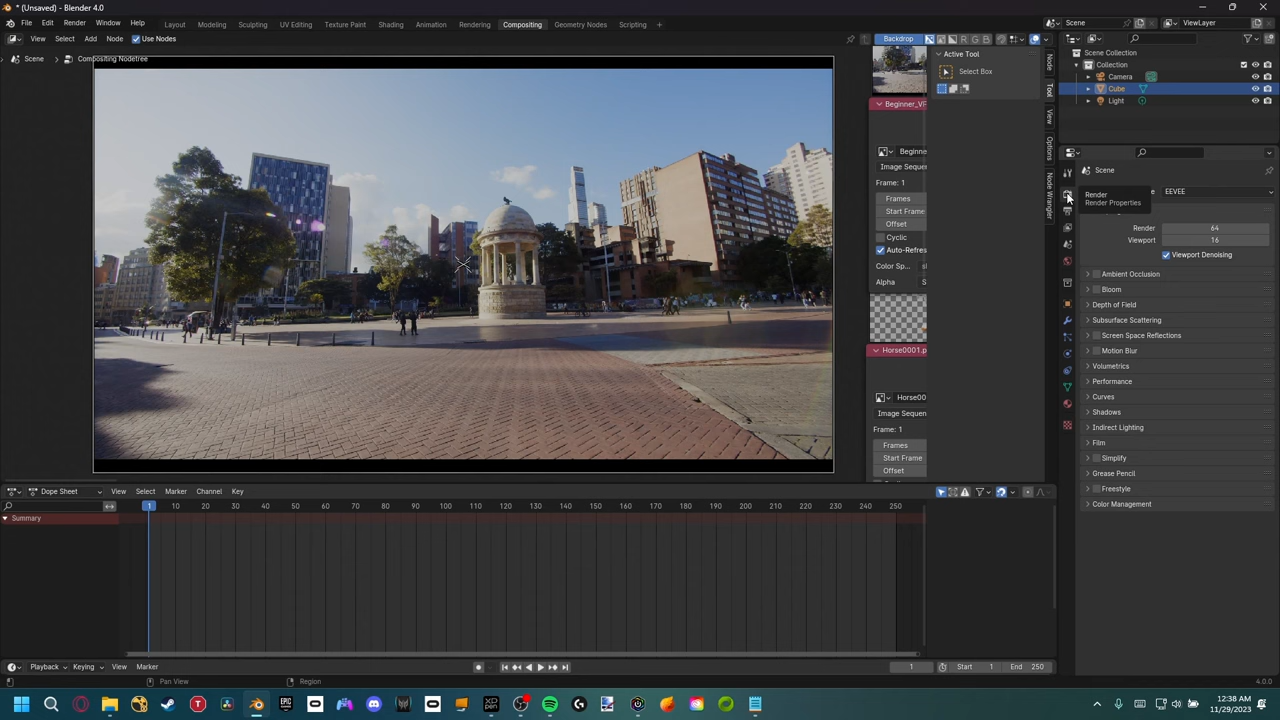 * (Unsaved) - Blender 4.0
File Edit Render Window Help Layout Modeling Sculpting UV Editing Texture Paint Shading Animation Rendering Compositing Geometry Nodes Scripting + Scene ViewLayer
View Select Add Node Use Nodes Backdrop R G B
Scene > Compositing Nodetree
Active Tool
Select Box
Node
Tool
View
Options
Node Wrangler
Beginner_VF
Beginne
Image Sequen
Frame: 1
Frames
Start Frame
Offset
Cyclic
Auto-Refres
Color Sp...
Alpha S
Horse0001.p
Horse00
Image Sequen
Frame: 1
Frames
Start Frame
Offset
Scene Collection
Collection
Camera
Cube
Light
Scene
EEVEE
Render
Render Properties
Render 64
Viewport 16
Viewport Denoising
Ambient Occlusion
Bloom
Depth of Field
Subsurface Scattering
Screen Space Reflections
Motion Blur
Volumetrics
Performance
Curves
Shadows
Indirect Lighting
Film
Simplify
Grease Pencil
Freestyle
Color Management
Dope Sheet View Select Marker Channel Key
1 10 20 30 40 50 60 70 80 90 100 110 120 130 140 150 160 170 180 190 200 210 220 230 240 250
Summary
Playback Keying View Marker 1 Start 1 End 250
Pan View Region 4.0.0
12:38 AM
11/29/2023